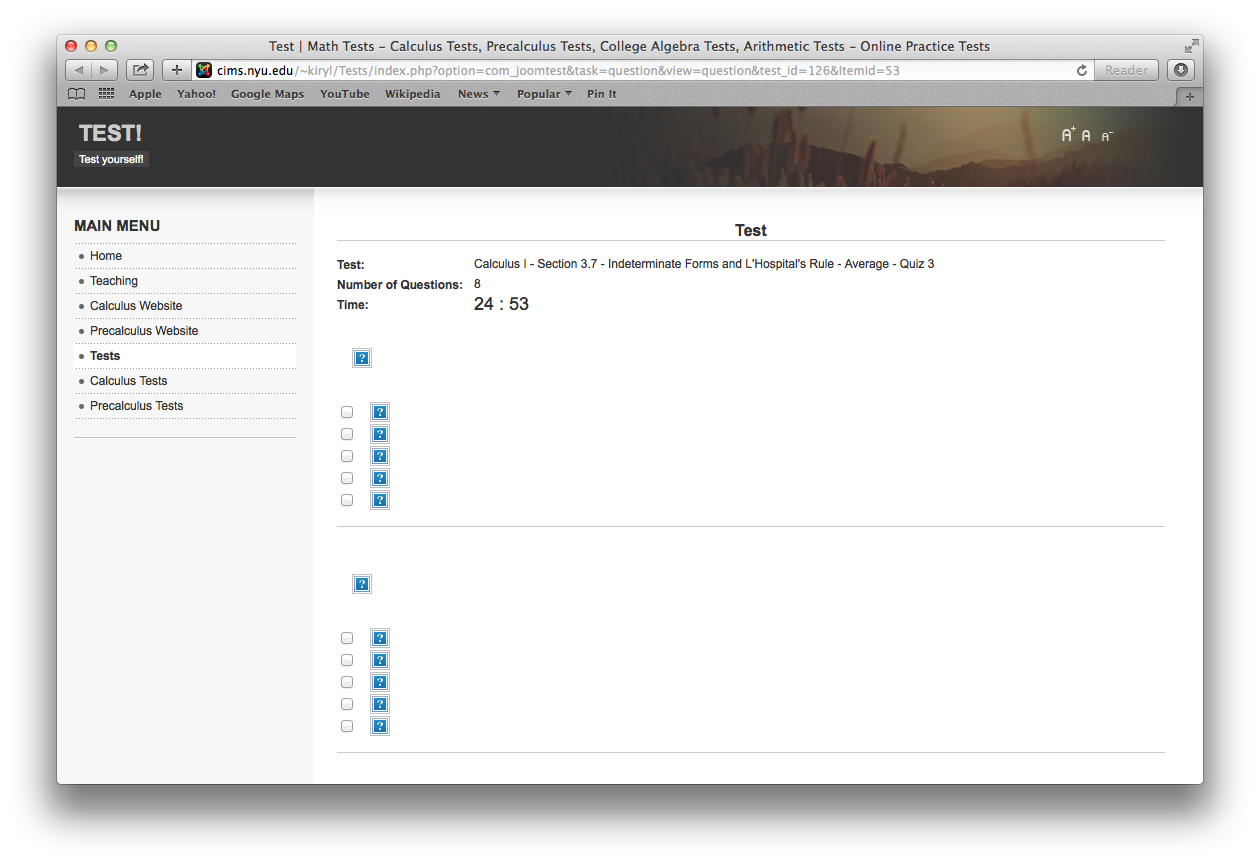 Test | Math Tests – Calculus Tests, Precalculus Tests, College Algebra Tests, Arithmetic Tests – Online Practice Tests
cims.nyu.edu/~kiryl/Tests/index.php?option=com_joomtest&task=question&view=question&test_id=126&Itemid=53
Reader
Apple Yahoo! Google Maps YouTube Wikipedia News Popular Pin It
TEST!
A+ A A-
Test yourself!
MAIN MENU
Home
Teaching
Calculus Website
Precalculus Website
Tests
Calculus Tests
Precalculus Tests
Test
Test: Calculus I - Section 3.7 - Indeterminate Forms and L'Hospital's Rule - Average - Quiz 3
Number of Questions: 8
Time: 24 : 53
?
?
?
?
?
?
?
?
?
?
?
?